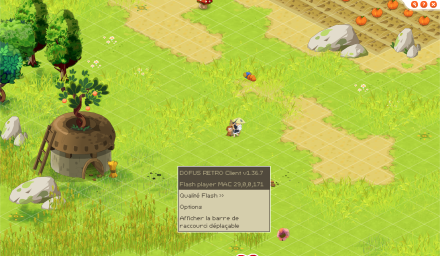 DOFUS RETRO Client v1.36.7
Flash player MAC 29,0,0,171
Qualité Flash >>
Options
Afficher la barre de
raccourci déplaçable